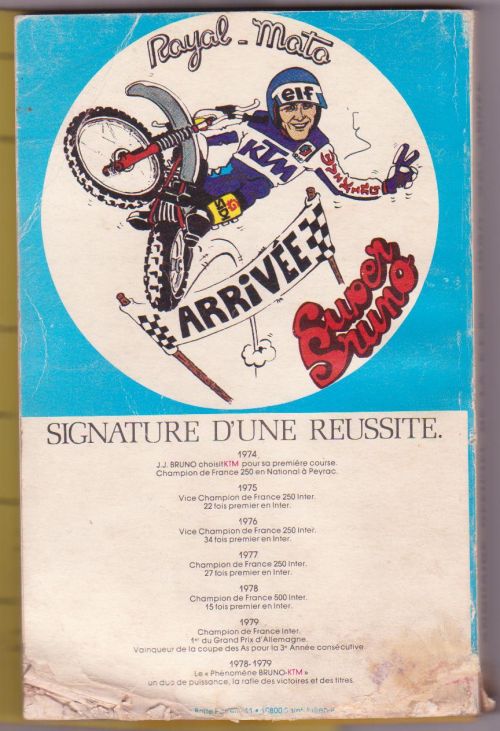 Royal - Moto
elf
KTM
ARRIVÉE
Super
Bruno
SIGNATURE D'UNE REUSSITE.
1974
J.J. BRUNO choisit KTM pour sa première course.
Champion de France 250 en National à Peyrac.
1975
Vice Champion de France 250 Inter.
22 fois premier en Inter.
1976
Vice Champion de France 250 Inter.
34 fois premier en Inter.
1977
Champion de France 250 Inter.
27 fois premier en Inter.
1978
Champion de France 500 Inter.
15 fois premier en Inter.
1979
Champion de France Inter.
1er du Grand Prix d'Allemagne.
Vainqueur de la coupe des As pour la 3e Année consécutive
1978-1979
Le « Phénomène BRUNO-KTM »
un duo de puissance, la rafle des victoires et des titres.